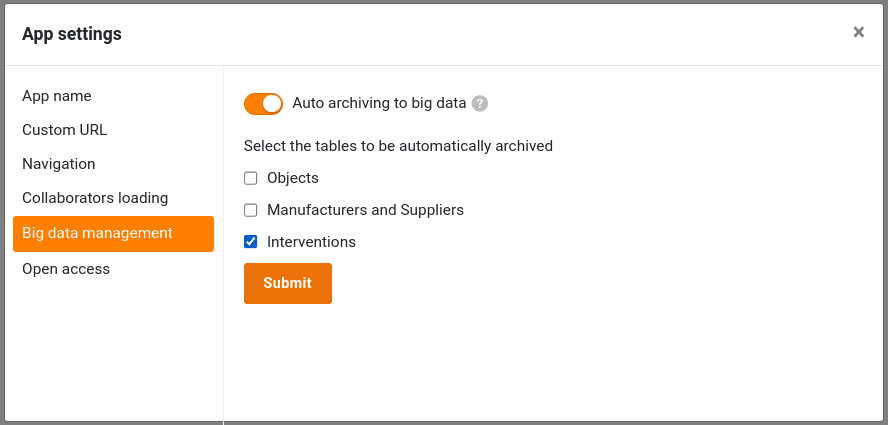 App settings
×
App name
Custom URL
Navigation
Collaborators loading
Big data management
Open access
Auto archiving to big data ?
Select the tables to be automatically archived
Objects
Manufacturers and Suppliers
Interventions
Submit